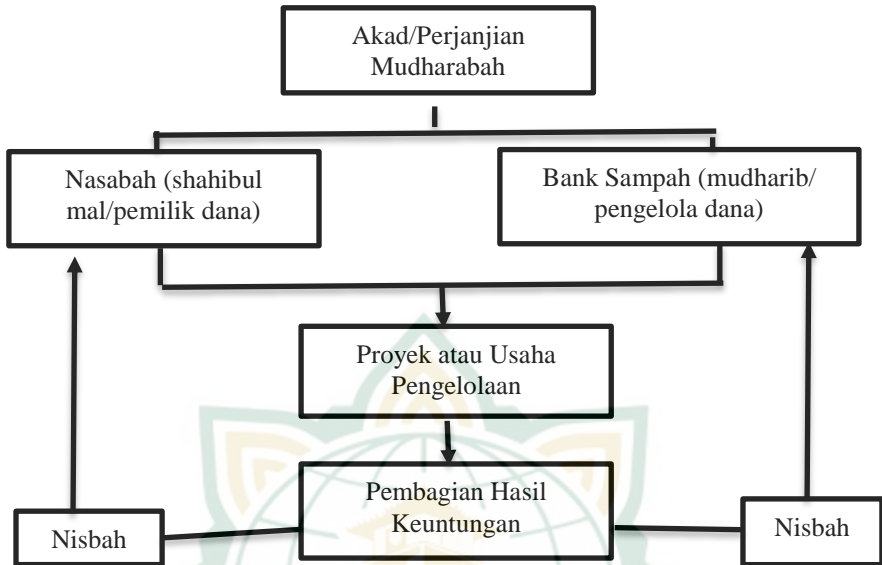 Akad/Perjanjian
Mudharabah
Nasabah (shahibul
mal/pemilik dana)
Bank Sampah (mudharib/
pengelola dana)
Proyek atau Usaha
Pengelolaan
Pembagian Hasil
Keuntungan
Nisbah
Nisbah